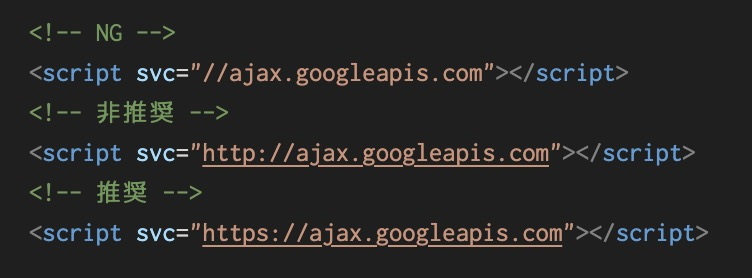 <!-- NG -->
<script svc="//ajax.googleapis.com"></script>
<!-- 非推奨 -->
<script svc="http://ajax.googleapis.com"></script>
<!-- 推奨 -->
<script svc="https://ajax.googleapis.com"></script>